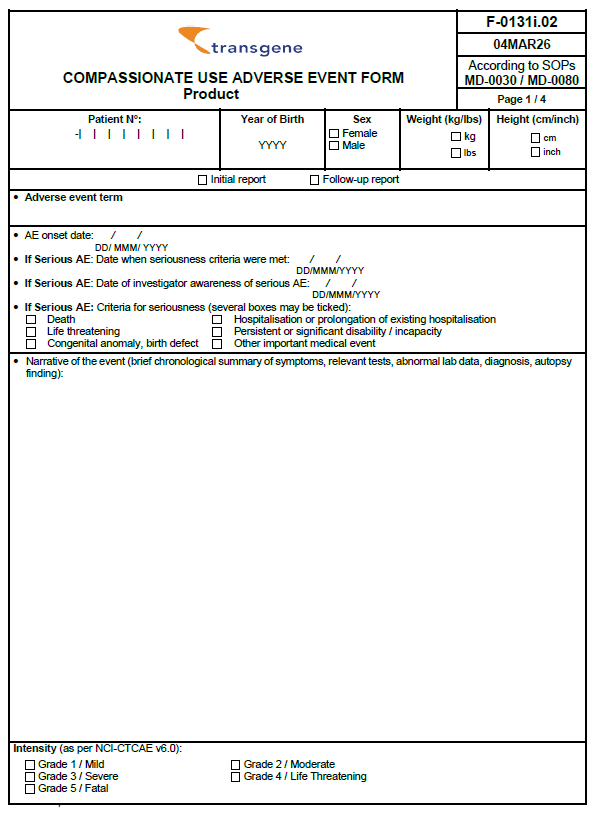 transgene
COMPASSIONATE USE ADVERSE EVENT FORM
Product
F-0131i.02
04MAR26
According to SOPs
MD-0030 / MD-0080
Page 1 / 4
Patient N°:
-| | | | | | | |
Year of Birth
YYYY
Sex
Female
Male
Weight (kg/lbs)
kg
lbs
Height (cm/inch)
cm
inch
Initial report Follow-up report
• Adverse event term
• AE onset date: / /
DD/ MMM/ YYYY
• If Serious AE: Date when seriousness criteria were met: / /
DD/MMM/YYYY
• If Serious AE: Date of investigator awareness of serious AE: / /
DD/MMM/YYYY
• If Serious AE: Criteria for seriousness (several boxes may be ticked):
Death Hospitalisation or prolongation of existing hospitalisation
Life threatening Persistent or significant disability / incapacity
Congenital anomaly, birth defect Other important medical event
• Narrative of the event (brief chronological summary of symptoms, relevant tests, abnormal lab data, diagnosis, autopsy
finding):
Intensity (as per NCI-CTCAE v6.0):
Grade 1 / Mild Grade 2 / Moderate
Grade 3 / Severe Grade 4 / Life Threatening
Grade 5 / Fatal